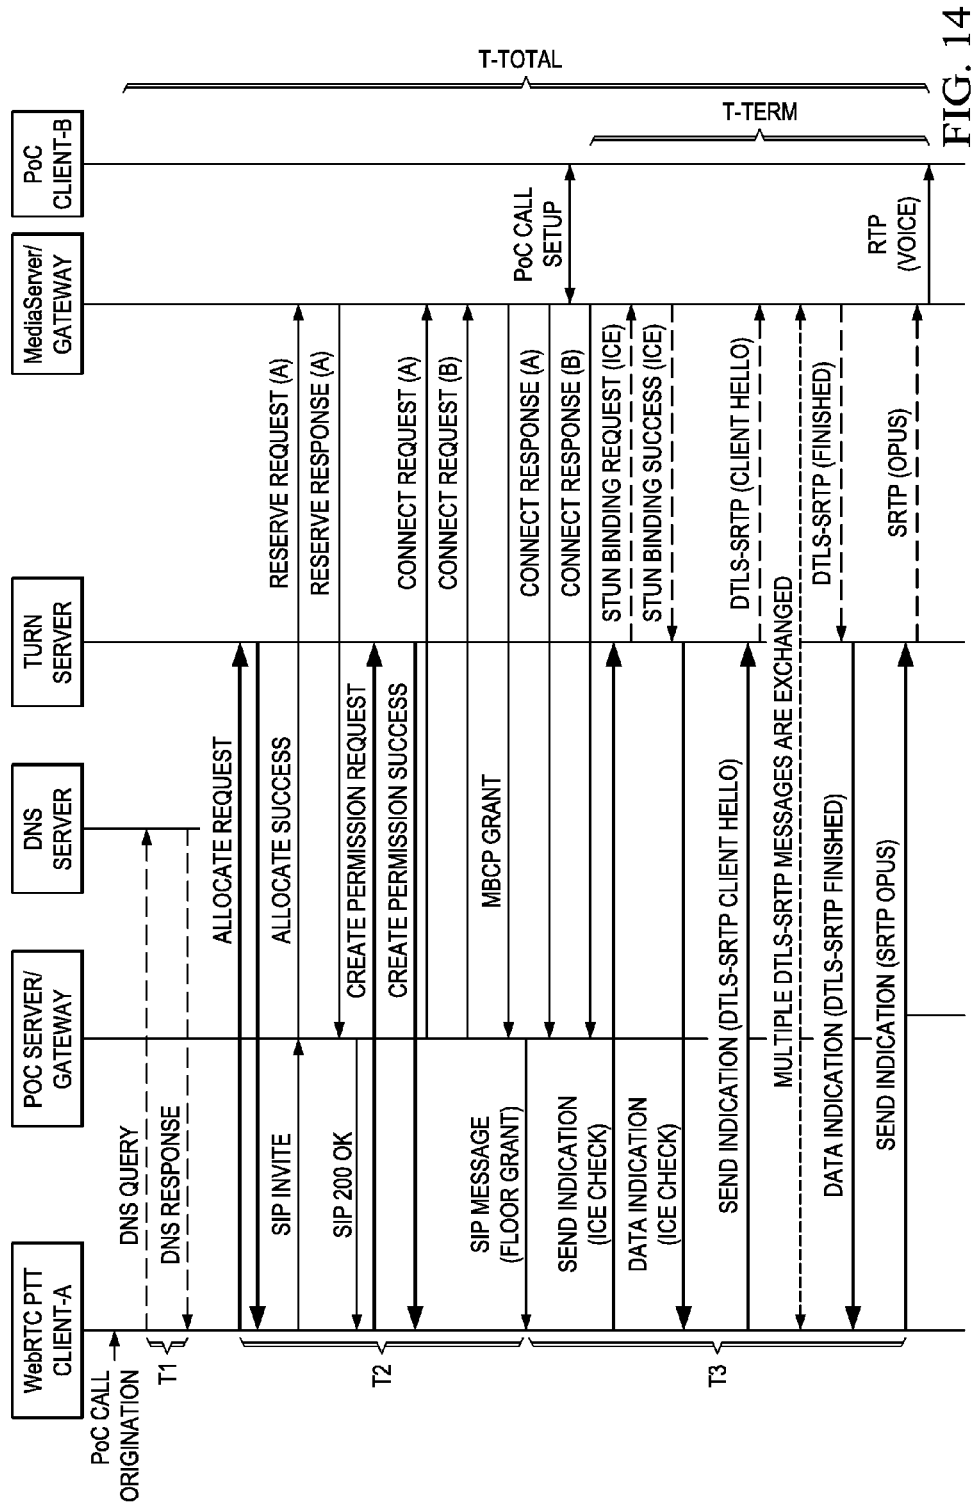 WebRTC PTT
CLIENT-A
POC SERVER/
GATEWAY
DNS
SERVER
TURN
SERVER
MediaServer/
GATEWAY
PoC
CLIENT-B
PoC CALL
ORIGINATION
DNS QUERY
DNS RESPONSE
T1
ALLOCATE REQUEST
ALLOCATE SUCCESS
SIP INVITE
RESERVE REQUEST (A)
RESERVE RESPONSE (A)
SIP 200 OK
CREATE PERMISSION REQUEST
CREATE PERMISSION SUCCESS
T2
CONNECT REQUEST (A)
CONNECT REQUEST (B)
MBCP GRANT
SIP MESSAGE
(FLOOR GRANT)
CONNECT RESPONSE (A)
PoC CALL
SETUP
CONNECT RESPONSE (B)
SEND INDICATION
(ICE CHECK)
STUN BINDING REQUEST (ICE)
STUN BINDING SUCCESS (ICE)
DATA INDICATION
(ICE CHECK)
T3
SEND INDICATION (DTLS-SRTP CLIENT HELLO)
DTLS-SRTP (CLIENT HELLO)
MULTIPLE DTLS-SRTP MESSAGES ARE EXCHANGED
DTLS-SRTP (FINISHED)
DATA INDICATION (DTLS-SRTP FINISHED)
SEND INDICATION (SRTP OPUS)
SRTP (OPUS)
RTP
(VOICE)
T-TERM
T-TOTAL
FIG. 14